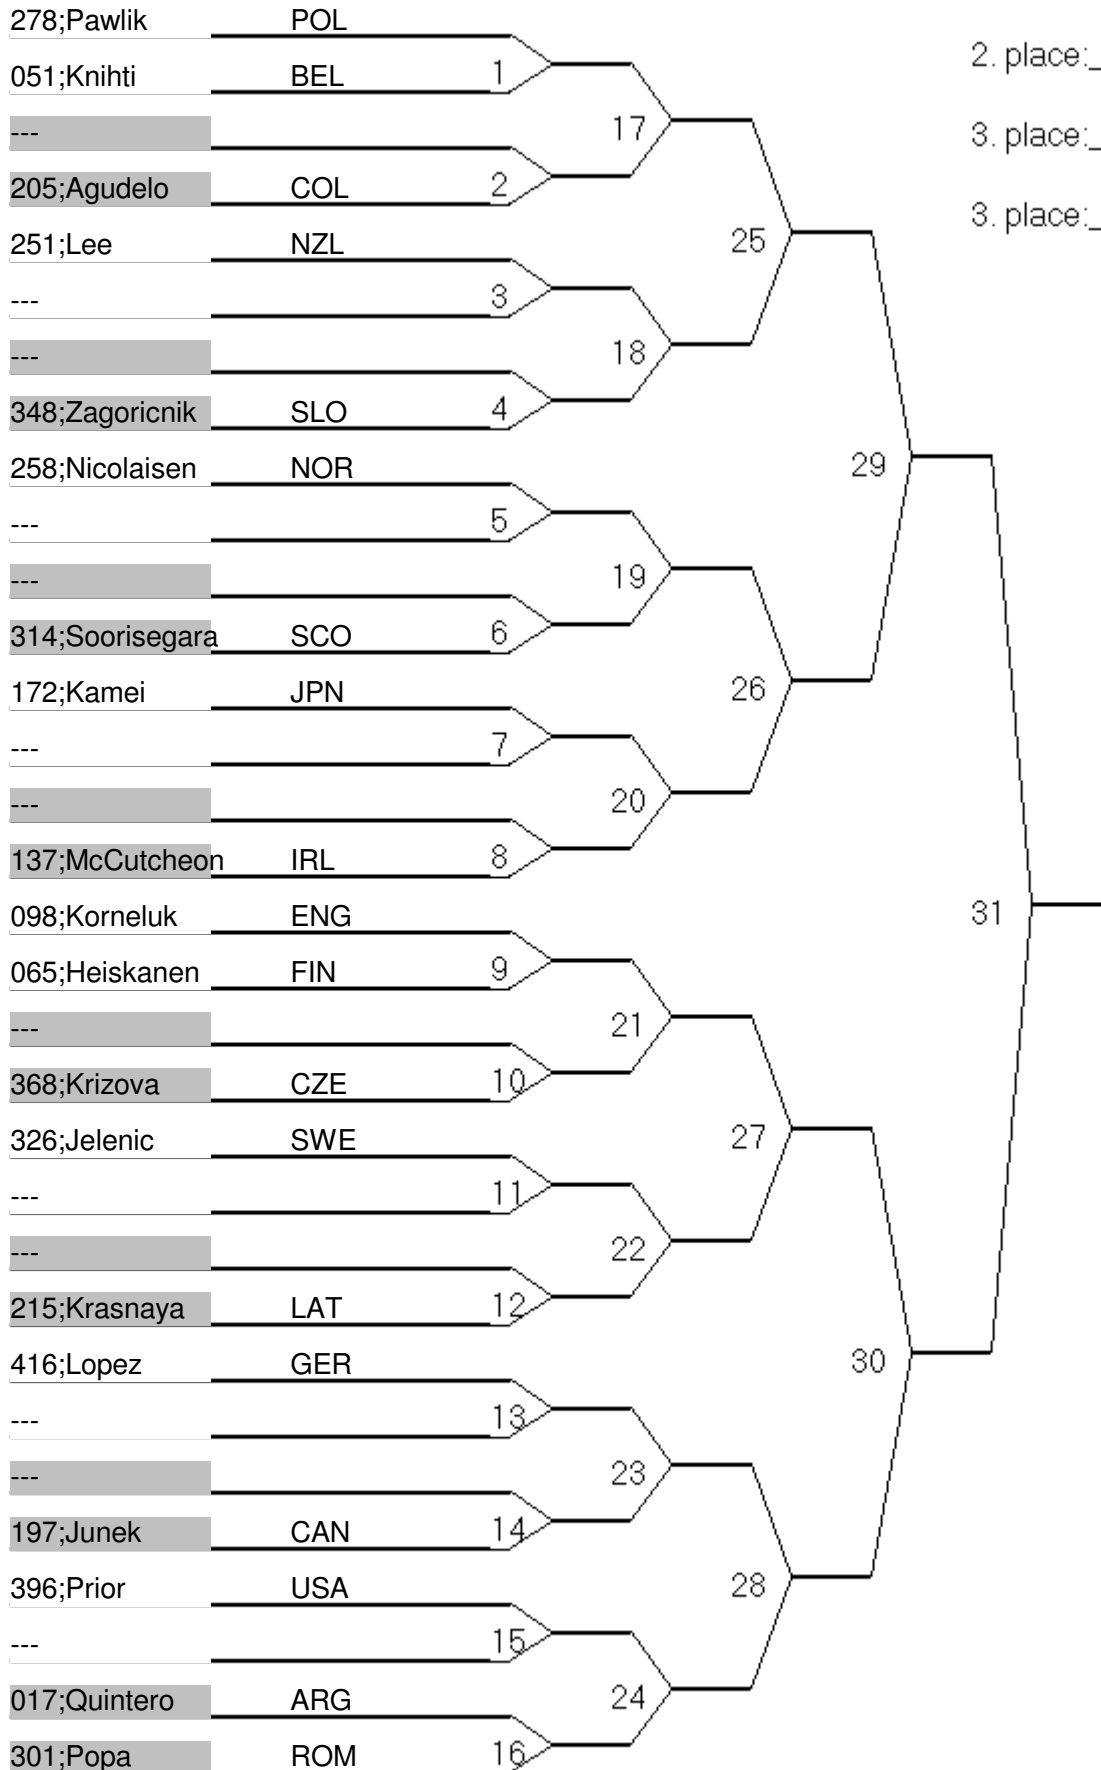 278;Pawlik POL
2. place:_
1
051;Knihti BEL
--- 17
3. place:_
205;Agudelo COL 2
3. place:_
251;Lee NZL 25
--- 3
--- 18
348;Zagoricnik SLO 4
258;Nicolaisen NOR 29
--- 5
--- 19
314;Soorisegara SCO 6
172;Kamei JPN 26
--- 7
--- 20
137;McCutcheon IRL 8
098;Korneluk ENG 31
065;Heiskanen FIN 9
--- 21
368;Krizova CZE 10
326;Jelenic SWE 27
--- 11
--- 22
215;Krasnaya LAT 12
416;Lopez GER 30
--- 13
--- 23
197;Junek CAN 14
396;Prior USA 28
--- 15
017;Quintero ARG 24
301;Popa ROM 16